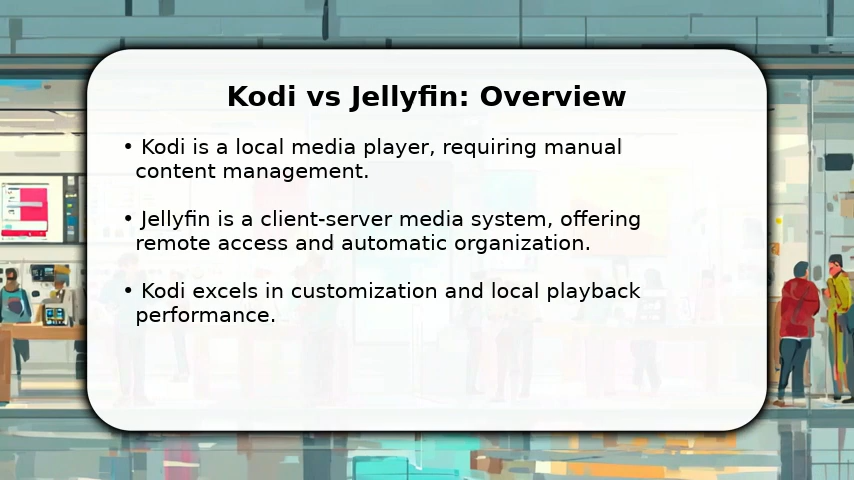 Kodi vs Jellyfin: Overview
• Kodi is a local media player, requiring manual
content management.
• Jellyfin is a client-server media system, offering
remote access and automatic organization.
• Kodi excels in customization and local playback
performance.